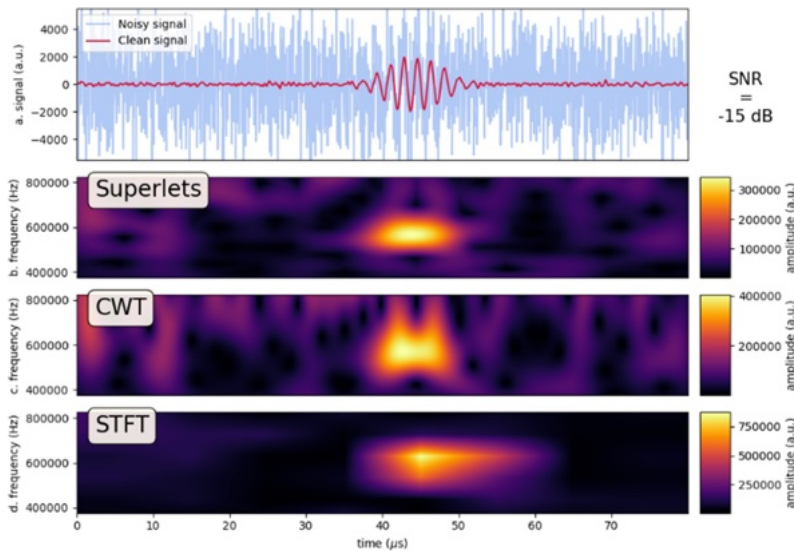 Noisy signal
Clean signal
a. signal (a.u.)
4000
2000
0
−2000
−4000
SNR
=
-15 dB
Superlets
b. frequency (Hz)
800000
600000
400000
300000
200000
100000
amplitude (a.u.)
CWT
c. frequency (Hz)
800000
600000
400000
400000
200000
amplitude (a.u.)
STFT
d. frequency (Hz)
800000
600000
400000
750000
500000
250000
amplitude (a.u.)
0 10 20 30 40 50 60 70
time (μs)